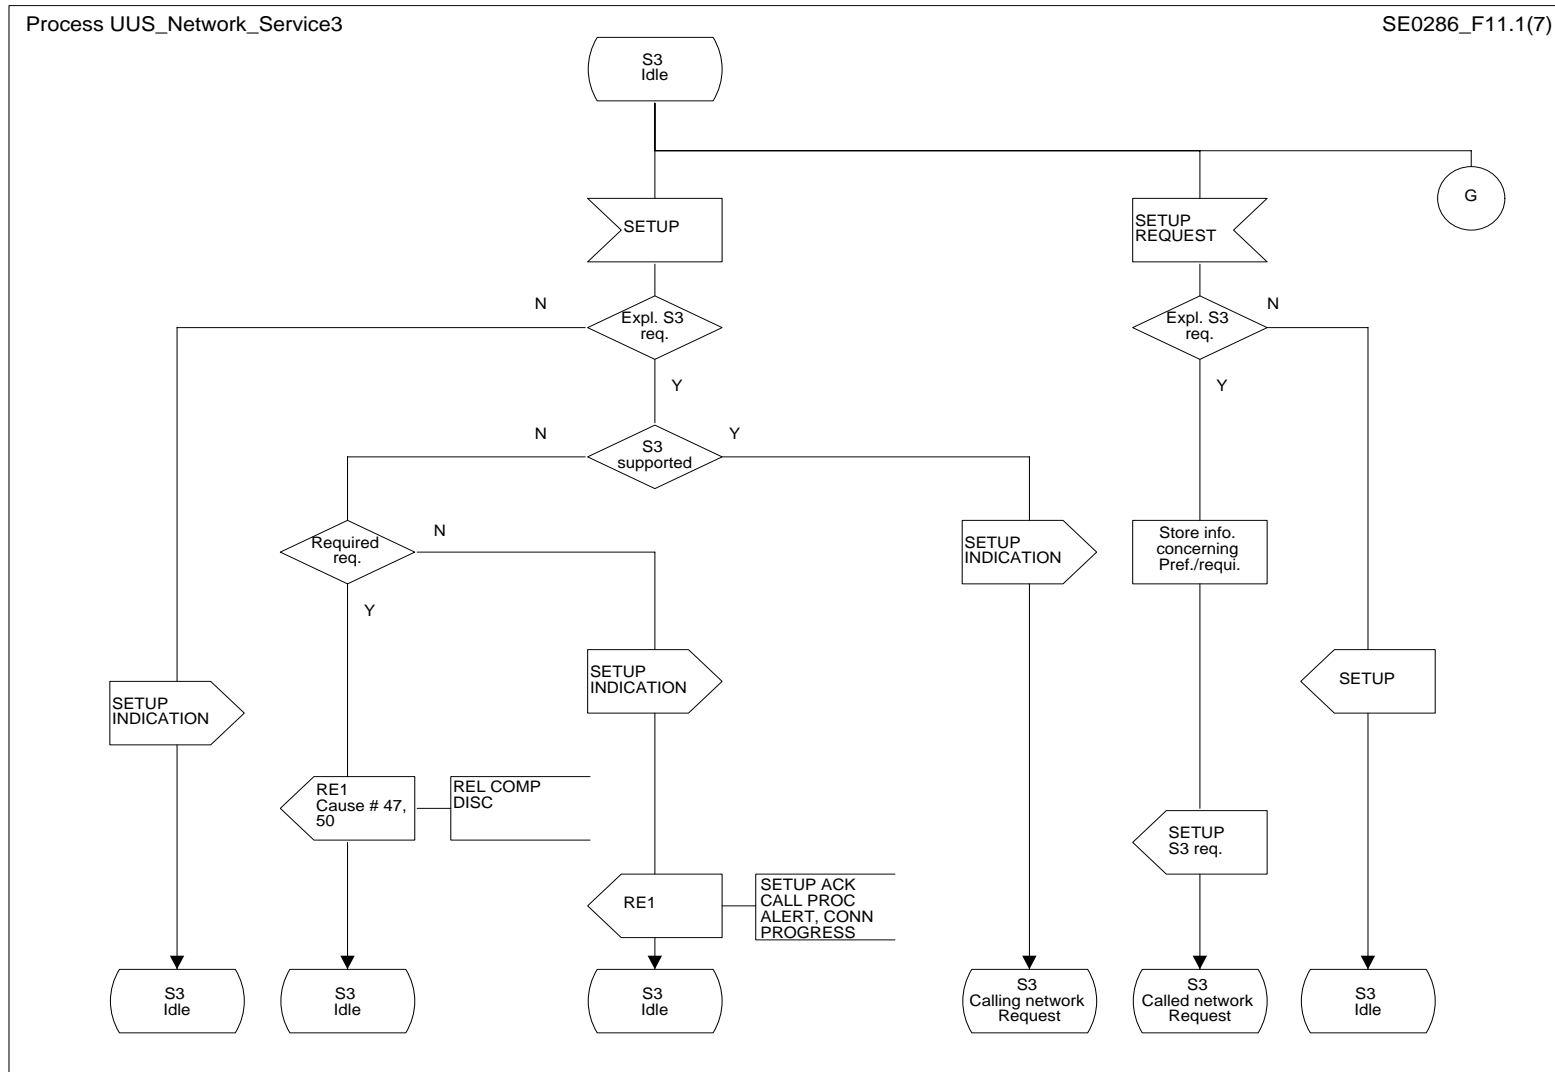 Process UUS_Network_Service3
SE0286_F11.1(7)
S3
Idle
G
SETUP
SETUP
REQUEST
N
Expl. S3
req.
Y
Expl. S3
req.
N
Y
N
S3
supported
Y
Required
req.
N
Y
SETUP
INDICATION
Store info.
concerning
Pref./requi.
SETUP
INDICATION
SETUP
INDICATION
SETUP
RE1
Cause # 47,
50
REL COMP
DISC
SETUP
S3 req.
RE1
SETUP ACK
CALL PROC
ALERT, CONN
PROGRESS
S3
Idle
S3
Idle
S3
Idle
S3
Calling network
Request
S3
Called network
Request
S3
Idle